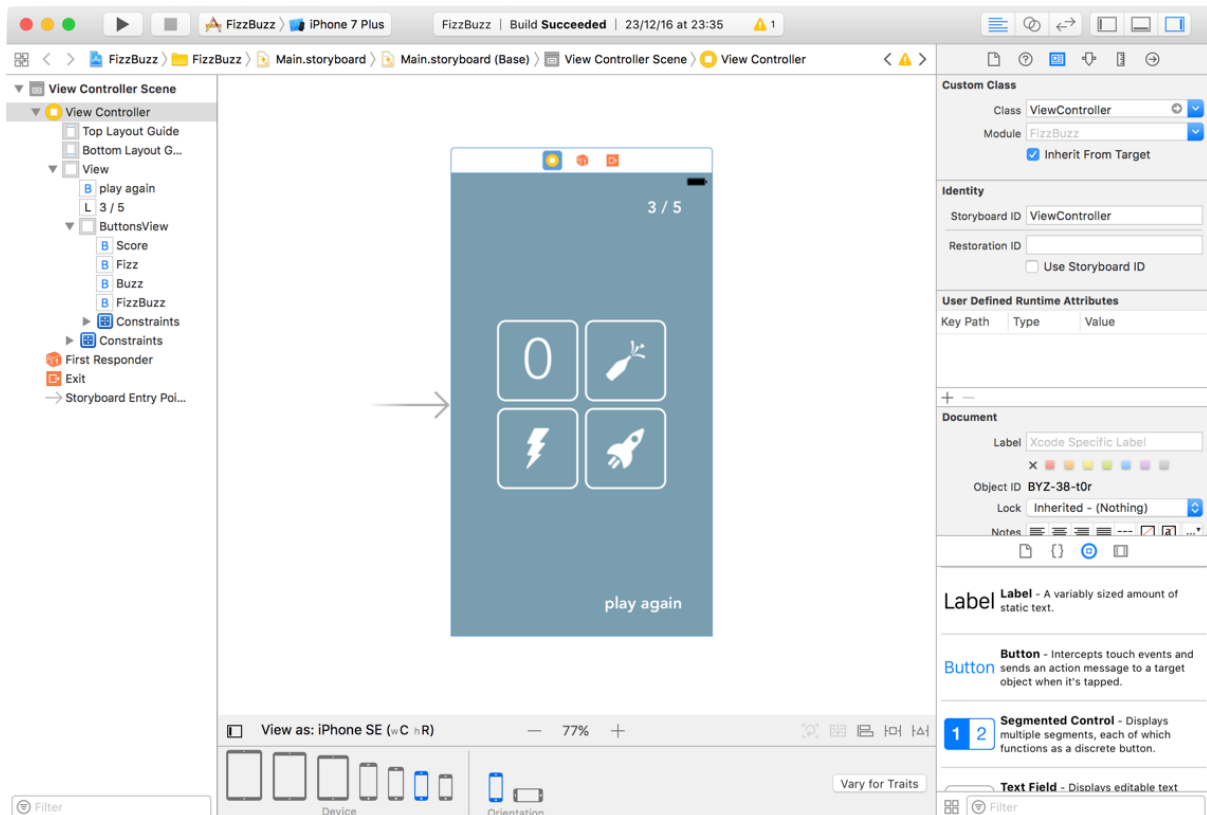 FizzBuzz iPhone 7 Plus
FizzBuzz | Build Succeeded | 23/12/16 at 23:35
1
FizzBuzz
FizzBuzz
Main.storyboard
Main.storyboard (Base)
View Controller Scene
View Controller
View Controller Scene
View Controller
Top Layout Guide
Bottom Layout G...
View
B play again
L 3 / 5
ButtonsView
B Score
B Fizz
B Buzz
B FizzBuzz
Constraints
Constraints
First Responder
Exit
Storyboard Entry Poi...
Filter
3 / 5
0
play again
View as: iPhone SE (wC hR)
— 77% +
Device
Orientation
Vary for Traits
Custom Class
Class ViewController
Module FizzBuzz
Inherit From Target
Identity
Storyboard ID ViewController
Restoration ID
Use Storyboard ID
User Defined Runtime Attributes
Key Path Type Value
+ −
Document
Label Xcode Specific Label
X
Object ID BYZ-38-t0r
Lock Inherited - (Nothing)
Notes
{}
Label Label - A variably sized amount of
static text.
Button Button - Intercepts touch events and
sends an action message to a target
object when it's tapped.
1 2 Segmented Control - Displays
multiple segments, each of which
functions as a discrete button.
Text Field - Displays editable text
Filter